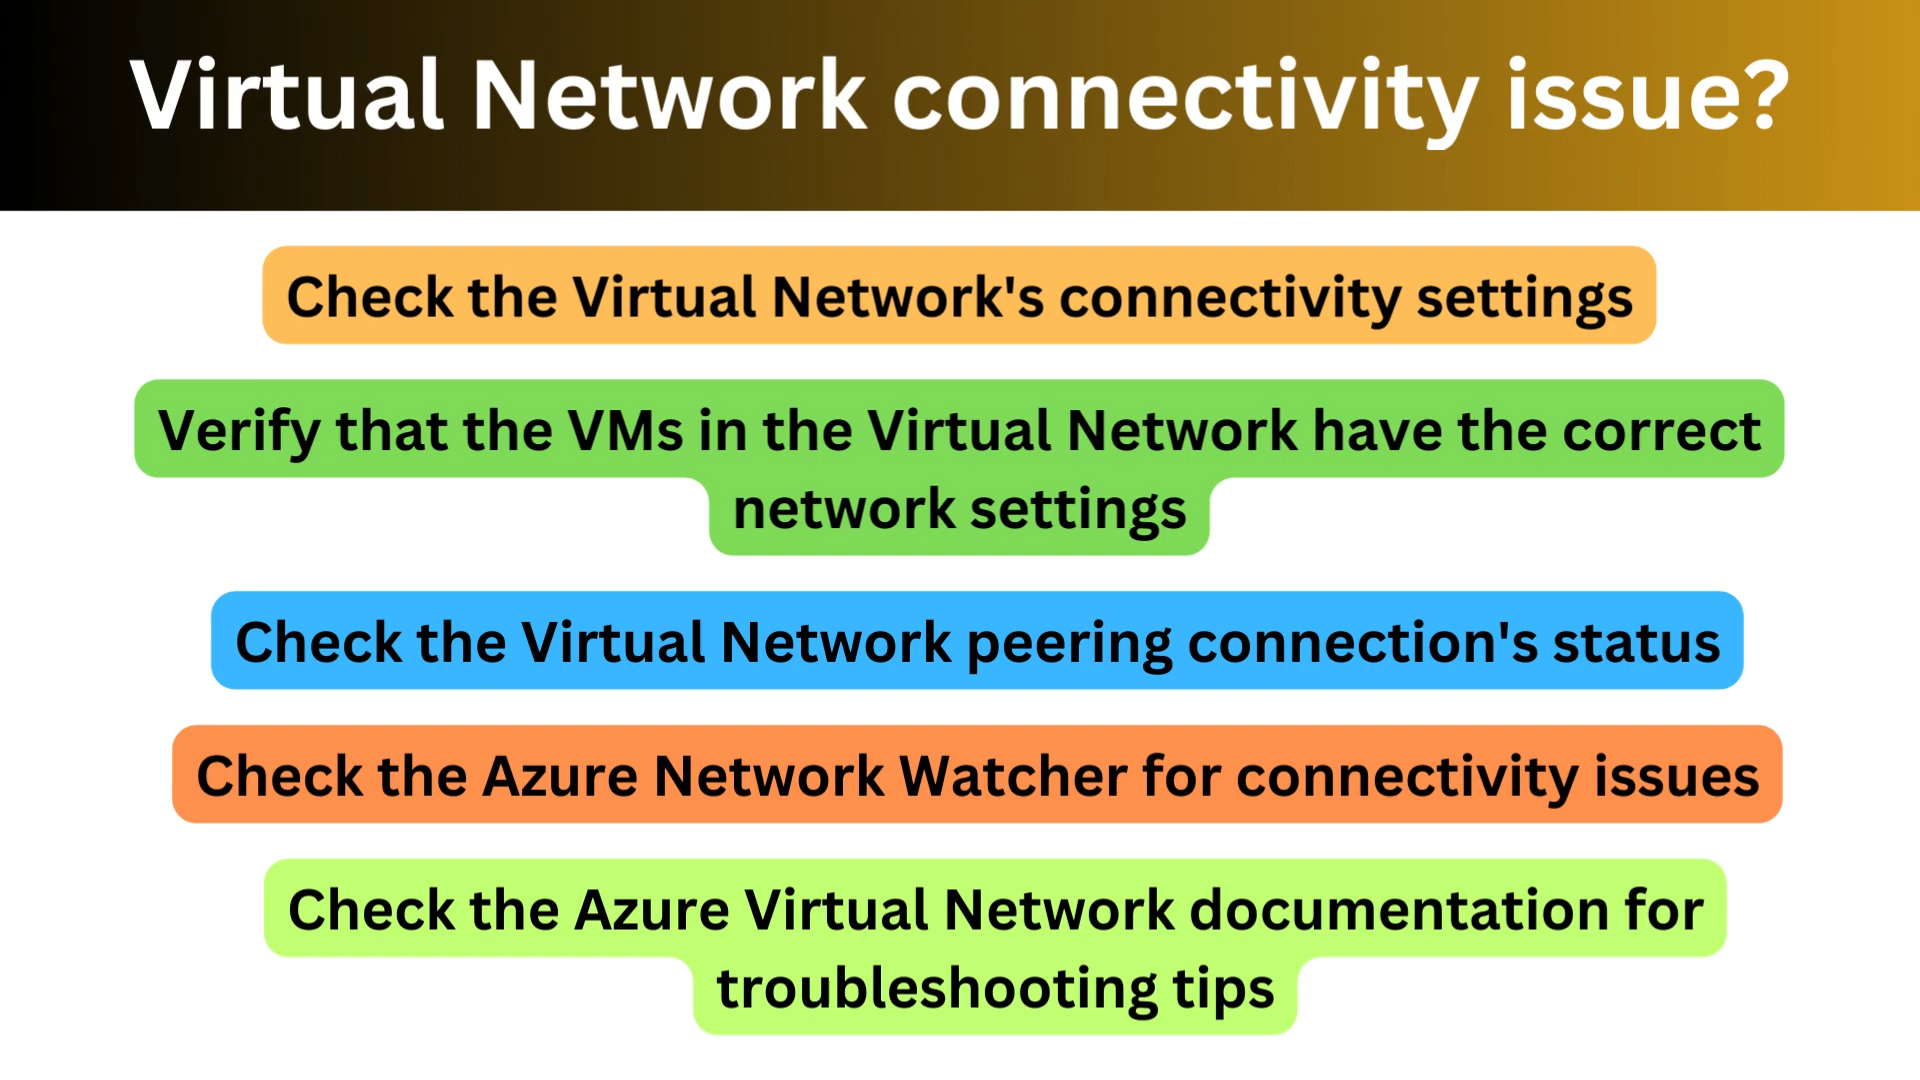 Virtual Network connectivity issue?
Check the Virtual Network's connectivity settings
Verify that the VMs in the Virtual Network have the correct
network settings
Check the Virtual Network peering connection's status
Check the Azure Network Watcher for connectivity issues
Check the Azure Virtual Network documentation for
troubleshooting tips